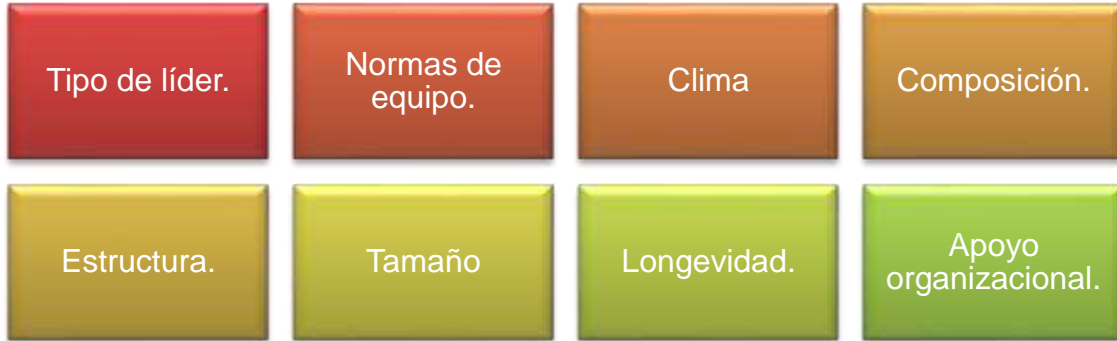 Tipo de líder.
Normas de
equipo.
Clima
Composición.
Estructura.
Tamaño
Longevidad.
Apoyo
organizacional.